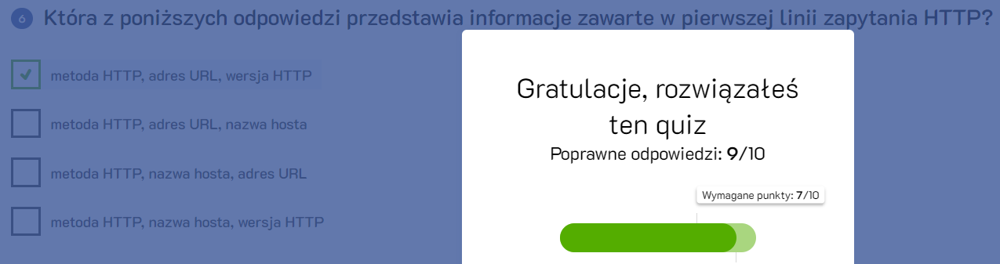 6 Która z poniższych odpowiedzi przedstawia informacje zawarte w pierwszej linii zapytania HTTP?
metoda HTTP, adres URL, wersja HTTP
metoda HTTP, adres URL, nazwa hosta
metoda HTTP, nazwa hosta, adres URL
metoda HTTP, nazwa hosta, wersja HTTP
Gratulacje, rozwiązałeś
ten quiz
Poprawne odpowiedzi: 9/10
Wymagane punkty: 7/10